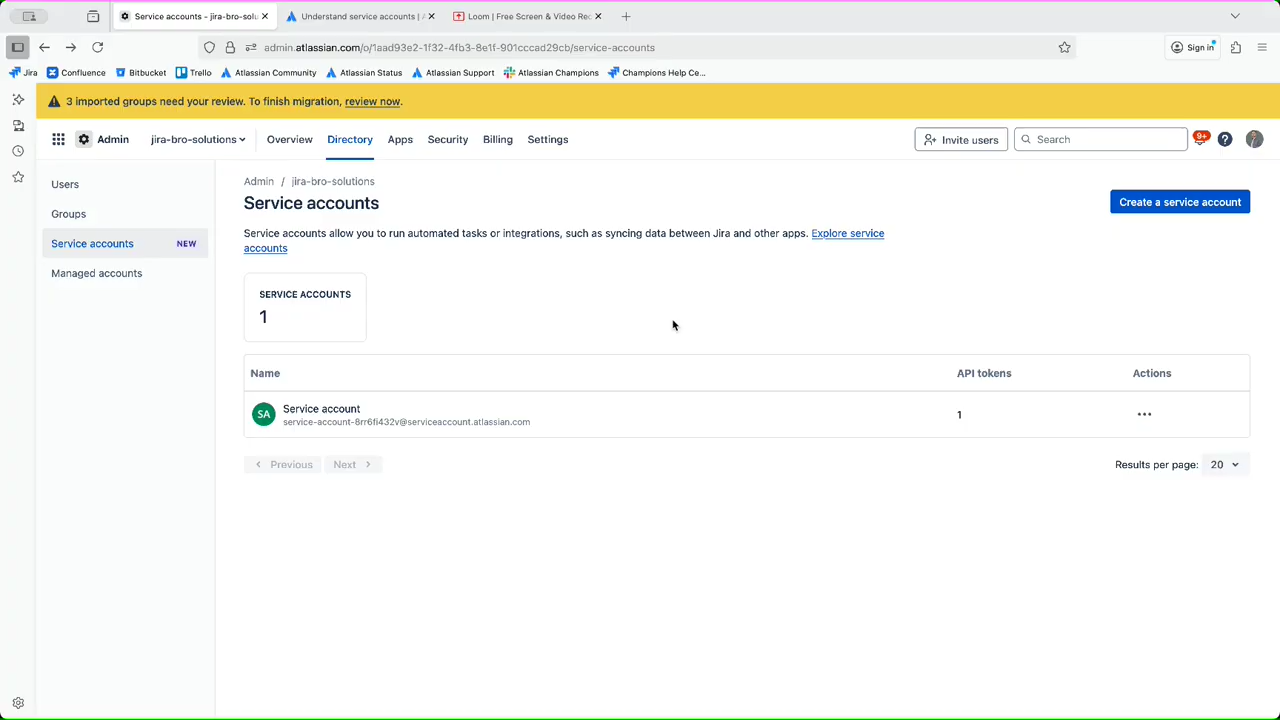 Service accounts - jira-bro-solu
Understand service accounts | A
Loom | Free Screen & Video Rec
admin.atlassian.com/o/1aad93e2-1f32-4fb3-8e1f-901cccad29cb/service-accounts
Sign in
Jira
Confluence
Bitbucket
Trello
Atlassian Community
Atlassian Status
Atlassian Support
Atlassian Champions
Champions Help Ce...
3 imported groups need your review. To finish migration, review now.
Admin
jira-bro-solutions
Overview
Directory
Apps
Security
Billing
Settings
Invite users
Search
9+
Users
Groups
Service accounts NEW
Managed accounts
Admin / jira-bro-solutions
Service accounts
Create a service account
Service accounts allow you to run automated tasks or integrations, such as syncing data between Jira and other apps. Explore service
accounts
SERVICE ACCOUNTS
1
Name API tokens Actions
SA
Service account
service-account-8rr6fi432v@serviceaccount.atlassian.com
1
Previous Next
Results per page: 20